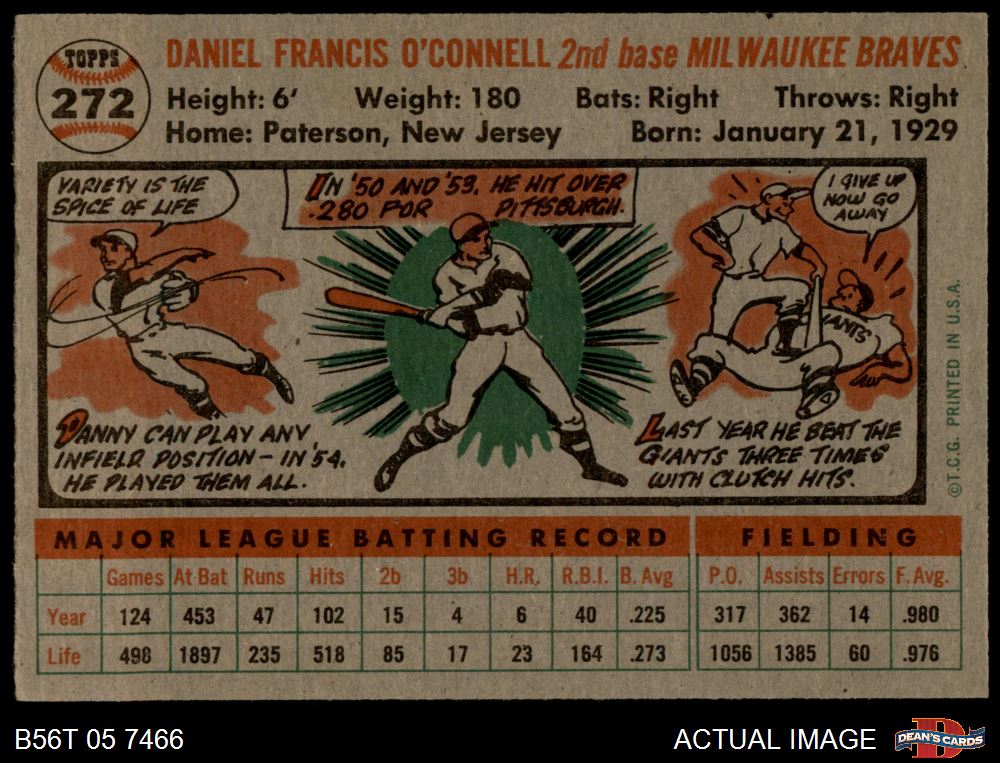 TOPPS
272
DANIEL FRANCIS O'CONNELL 2nd base MILWAUKEE BRAVES
Height: 6' Weight: 180 Bats: Right Throws: Right
Home: Paterson, New Jersey Born: January 21, 1929
VARIETY IS THE
SPICE OF LIFE
IN '50 AND '53, HE HIT OVER
.280 FOR PITTSBURGH.
I GIVE UP
NOW GO
AWAY
IANTS
DANNY CAN PLAY ANY
INFIELD POSITION - IN '54,
HE PLAYED THEM ALL.
LAST YEAR HE BEAT THE
GIANTS THREE TIMES
WITH CLUTCH HITS.
© T.C.G. PRINTED IN U.S.A.
MAJOR LEAGUE BATTING RECORD FIELDING
Games At Bat Runs Hits 2b 3b H.R. R.B.I. B. Avg P.O. Assists Errors F. Avg.
Year 124 453 47 102 15 4 6 40 .225 317 362 14 .980
Life 498 1897 235 518 85 17 23 164 .273 1056 1385 60 .976
B56T 05 7466
ACTUAL IMAGE
DEAN'S CARDS